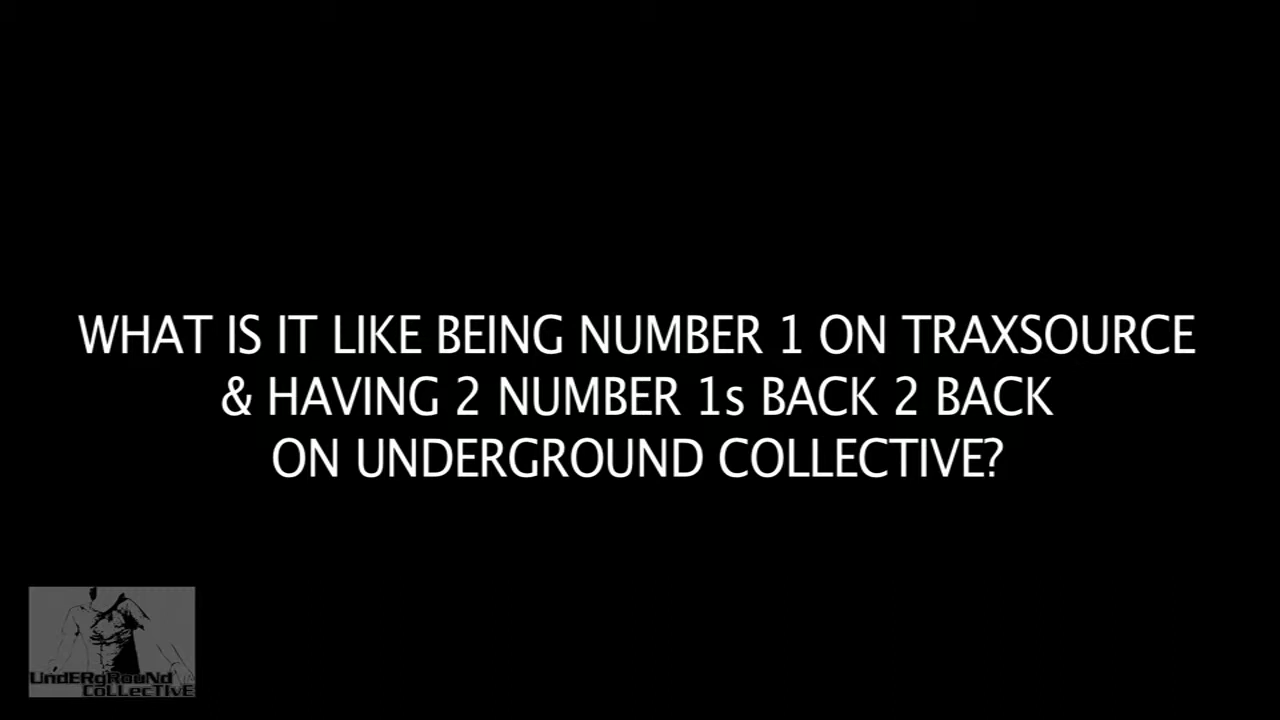 WHAT IS IT LIKE BEING NUMBER 1 ON TRAXSOURCE
& HAVING 2 NUMBER 1s BACK 2 BACK
ON UNDERGROUND COLLECTIVE?
UndERgRouNd
CoLLecTIvE